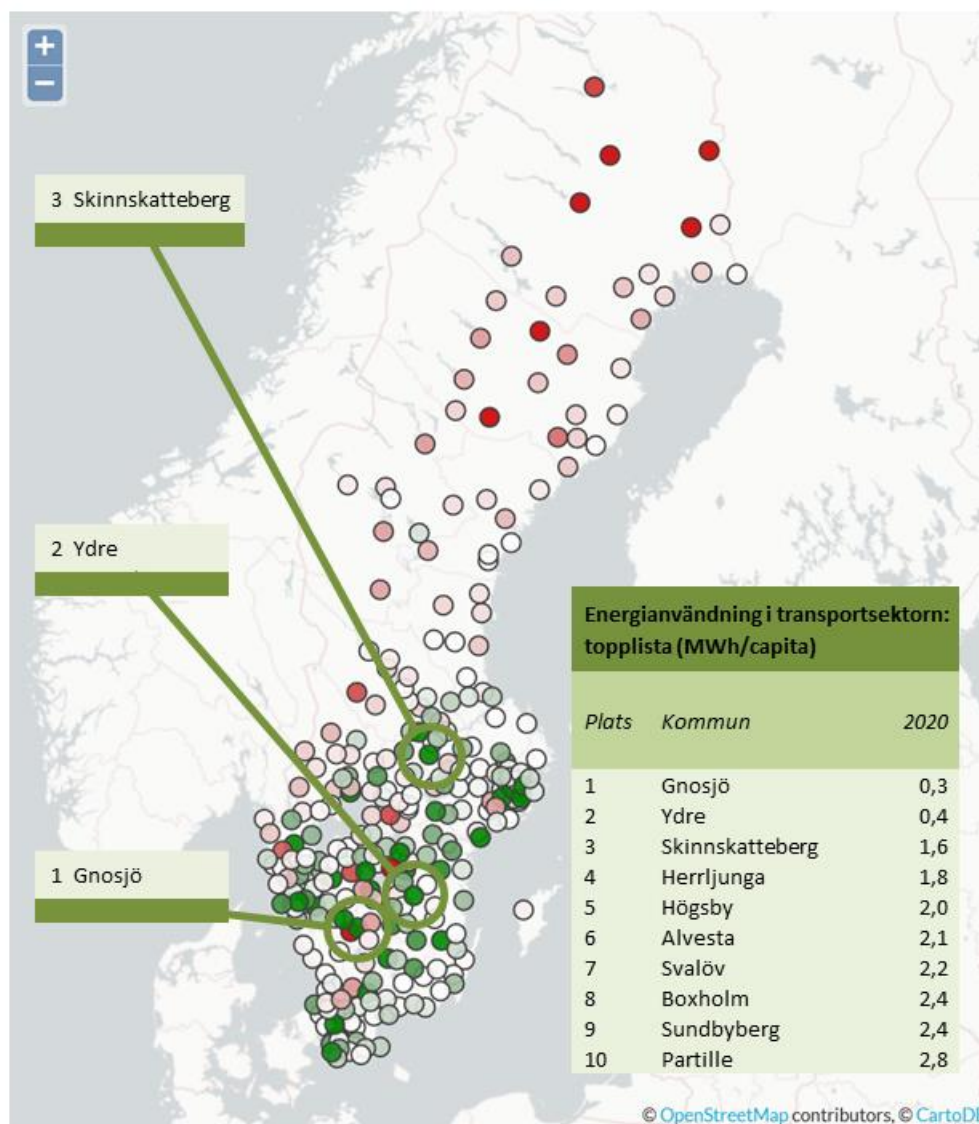 +
−
3 Skinnskatteberg
2 Ydre
1 Gnosjö
Energianvändning i transportsektorn:
topplista (MWh/capita)
Plats Kommun 2020
1 Gnosjö 0,3
2 Ydre 0,4
3 Skinnskatteberg 1,6
4 Herrljunga 1,8
5 Högsby 2,0
6 Alvesta 2,1
7 Svalöv 2,2
8 Boxholm 2,4
9 Sundbyberg 2,4
10 Partille 2,8
© OpenStreetMap contributors, © CartoD